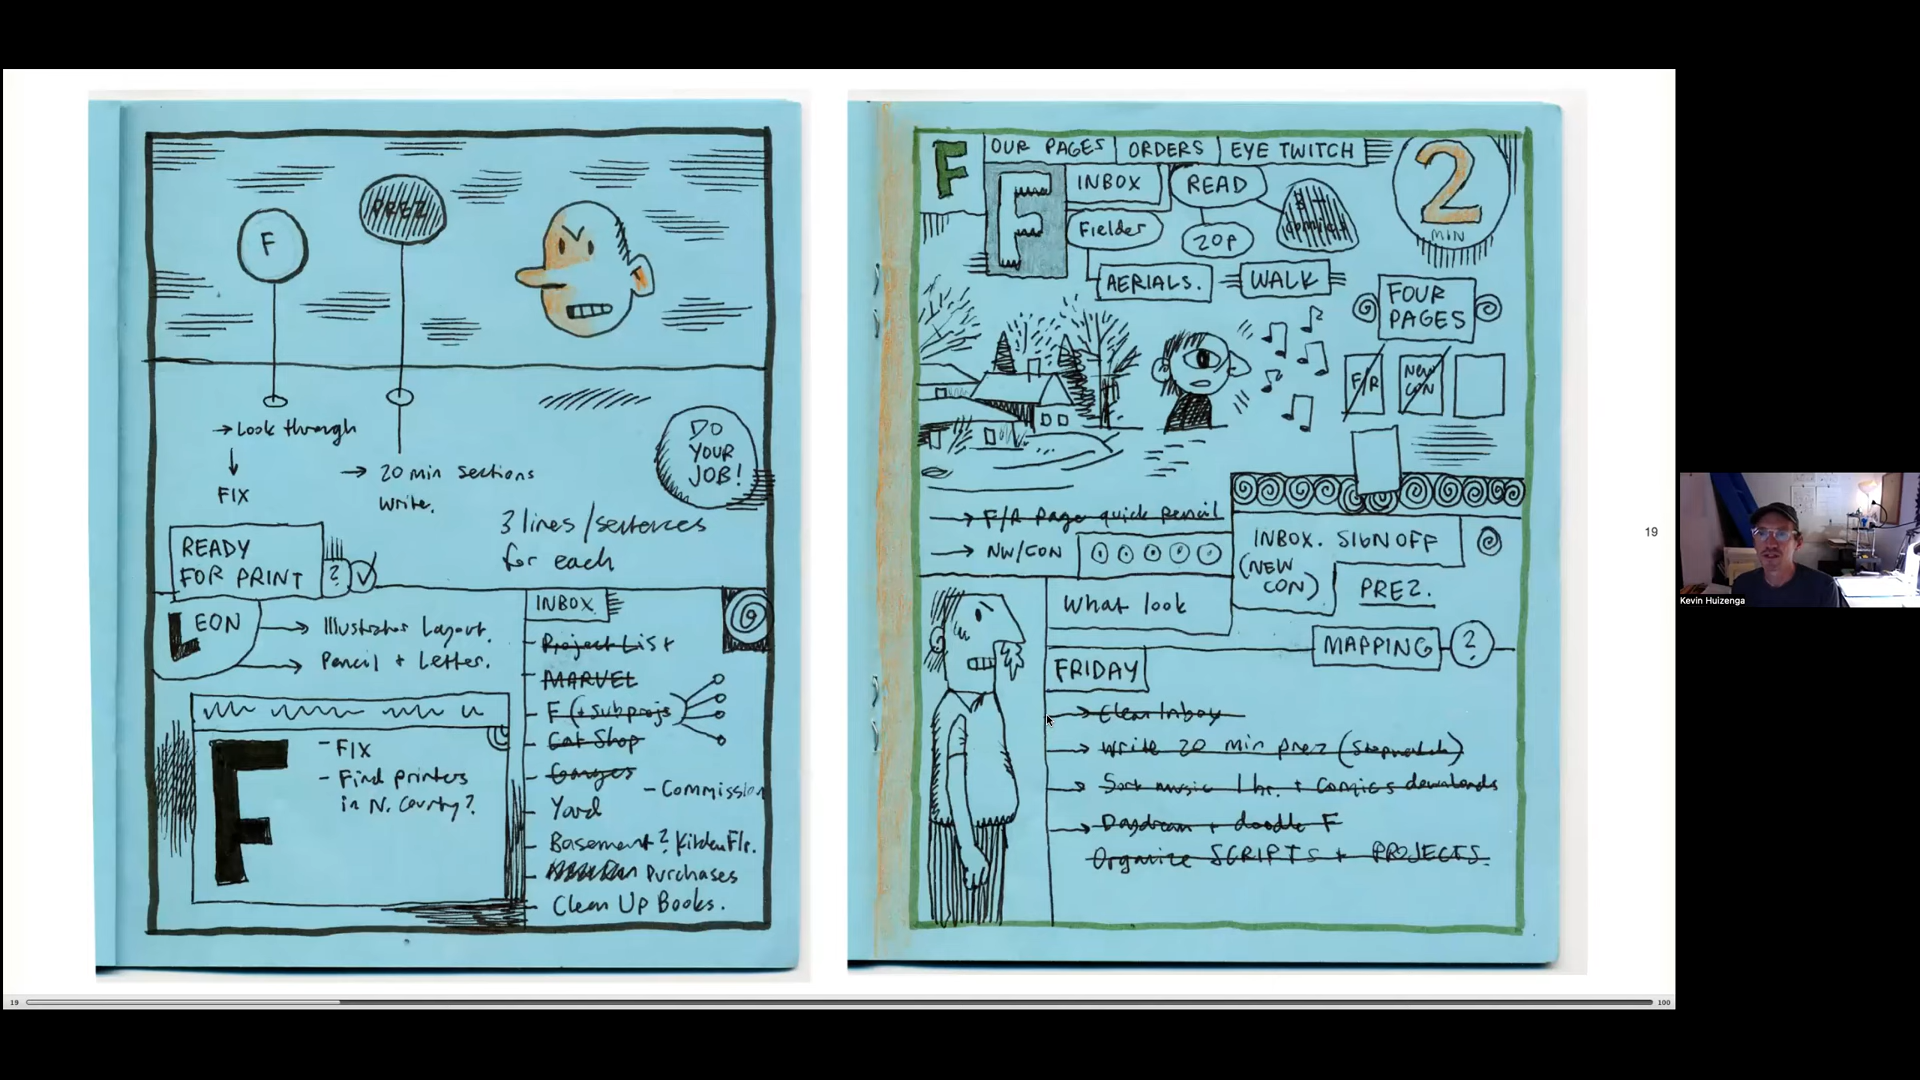 F
PREZ
→ Look through
↓
FIX
→ 20 min sections
write.
DO
YOUR
JOB!
3 lines/sentences
for each
READY
FOR PRINT
?
LEON
→ Illustrator Layout.
→ Pencil + Letter.
F
- FIX
- Find printers
in N. County?
INBOX
Project List
MARVEL
F (+ subprojs
Cat Shop
Ganges
- Commission
Yard
Basement? Kitchen Flr.
Purchases
Clean Up Books.
F
OUR PAGES
ORDERS
EYE TWITCH
2
MIN
F
INBOX
READ
Fielder
20p
AERIALS.
WALK
FOUR
PAGES
F/R
NEW
CON
→ F/R page quick pencil
→ NW/CON
INBOX. SIGN OFF
(NEW
CON)
PREZ.
What look
MAPPING
?
FRIDAY
→ Clean Inbox
→ Write 20 min prez (Stopwatch)
→ Sort music 1 hr. + Comics downloads
→ Daydream + doodle F
Organize SCRIPTS + PROJECTS.
19
Kevin Huizenga
19
100